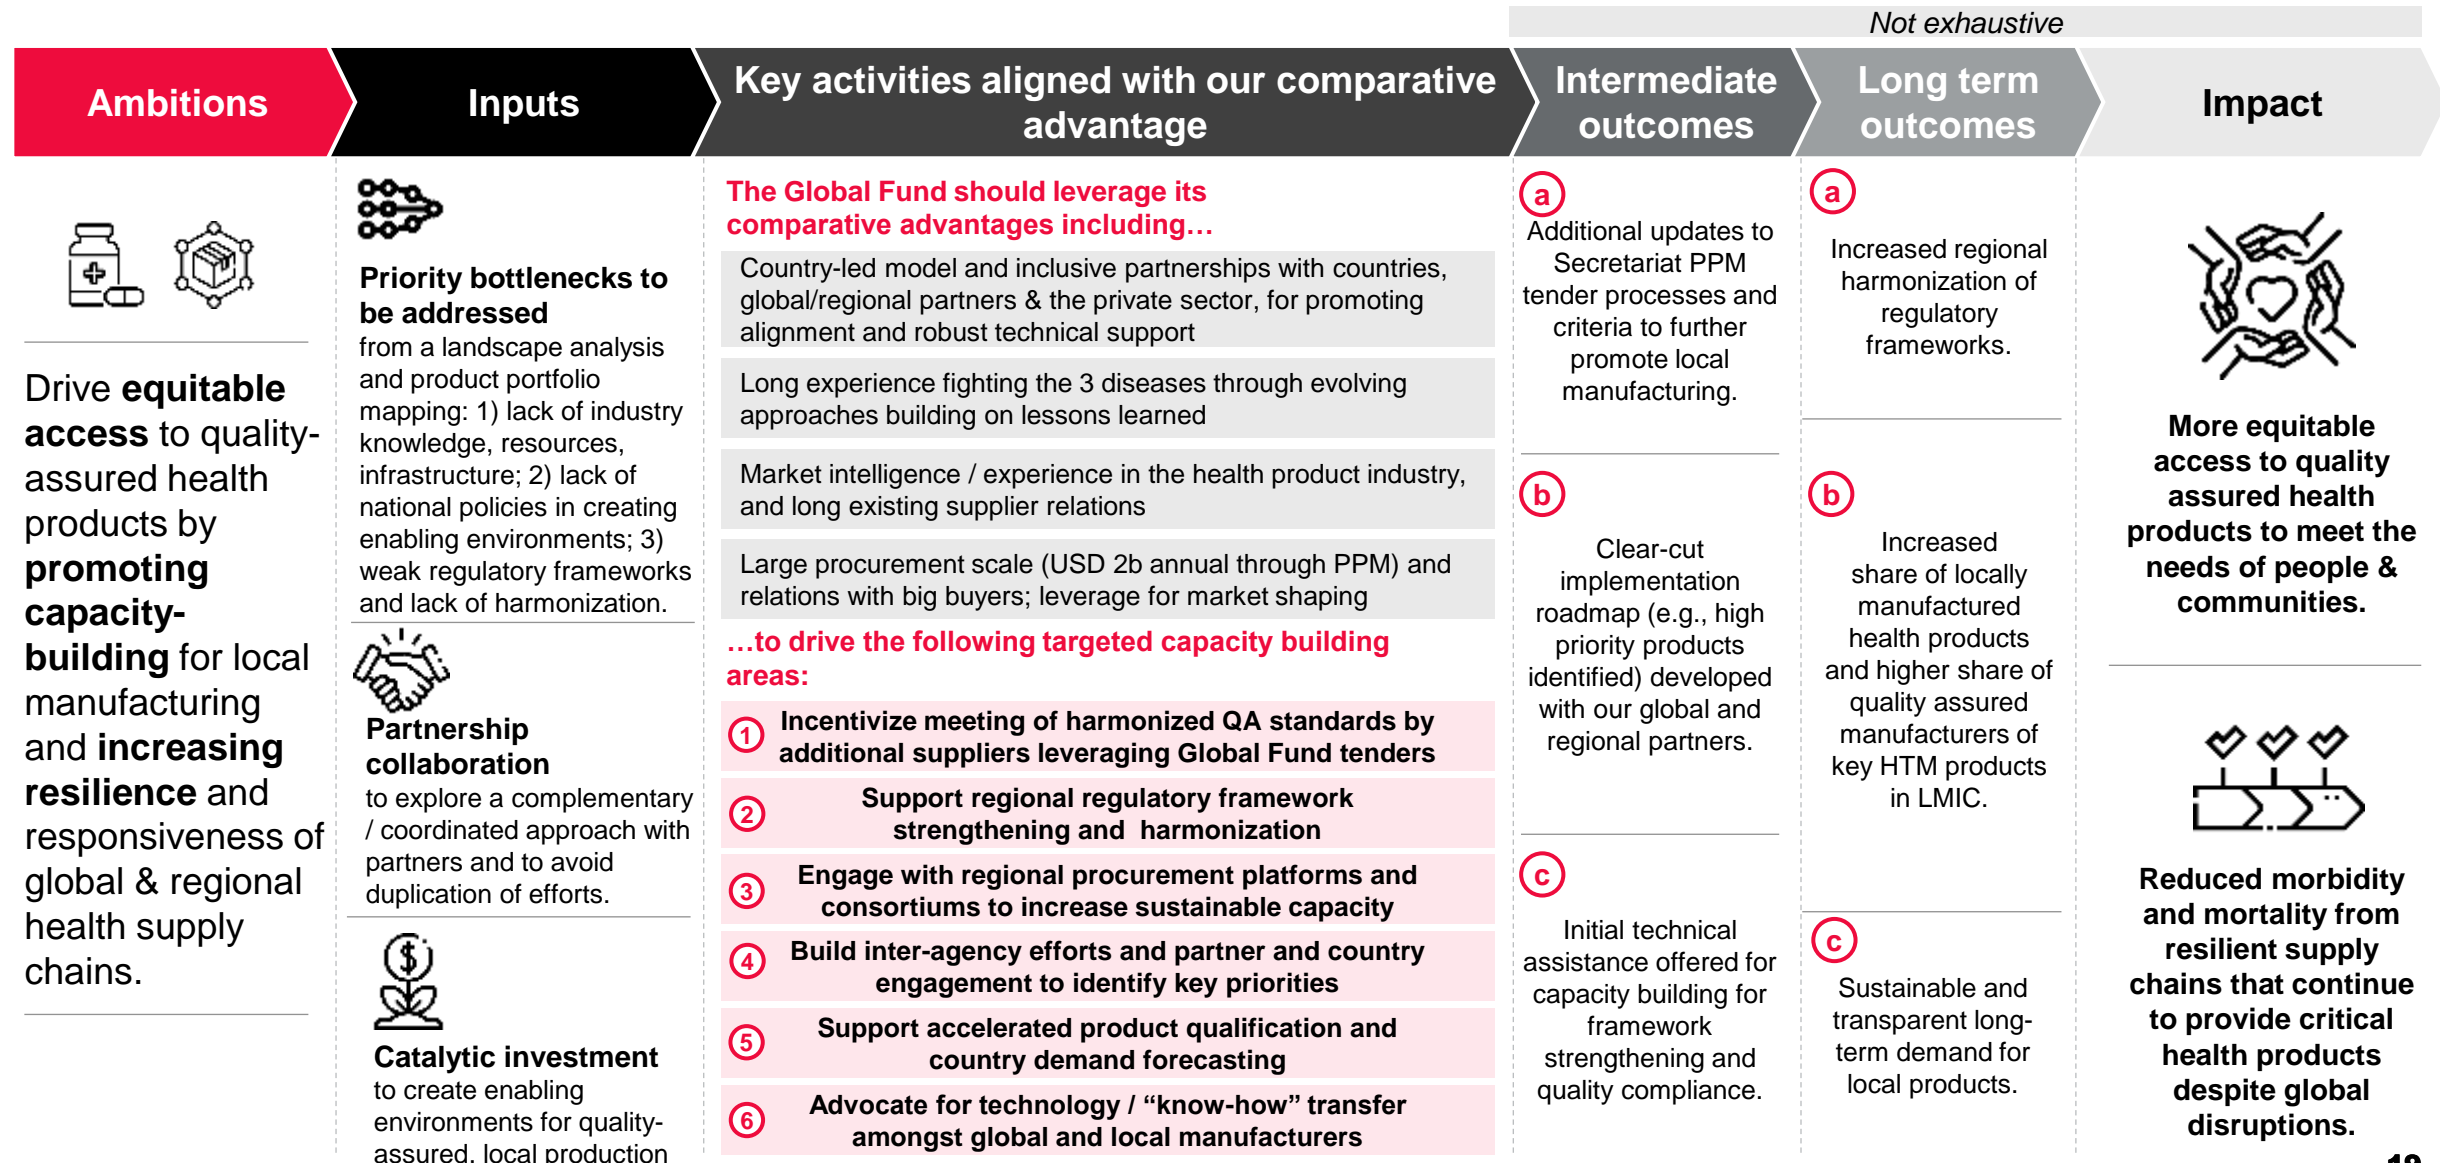 Not exhaustive
Ambitions
Inputs
Key activities aligned with our comparative
advantage
Intermediate
outcomes
Long term
outcomes
Impact
Drive equitable
access to quality-
assured health
products by
promoting
capacity-
building for local
manufacturing
and increasing
resilience and
responsiveness of
global & regional
health supply
chains.
Priority bottlenecks to
be addressed
from a landscape analysis
and product portfolio
mapping: 1) lack of industry
knowledge, resources,
infrastructure; 2) lack of
national policies in creating
enabling environments; 3)
weak regulatory frameworks
and lack of harmonization.
Partnership
collaboration
to explore a complementary
/ coordinated approach with
partners and to avoid
duplication of efforts.
Catalytic investment
to create enabling
environments for quality-
assured, local production
The Global Fund should leverage its
comparative advantages including…
Country-led model and inclusive partnerships with countries,
global/regional partners & the private sector, for promoting
alignment and robust technical support
Long experience fighting the 3 diseases through evolving
approaches building on lessons learned
Market intelligence / experience in the health product industry,
and long existing supplier relations
Large procurement scale (USD 2b annual through PPM) and
relations with big buyers; leverage for market shaping
…to drive the following targeted capacity building
areas:
1 Incentivize meeting of harmonized QA standards by
additional suppliers leveraging Global Fund tenders
2 Support regional regulatory framework
strengthening and harmonization
3 Engage with regional procurement platforms and
consortiums to increase sustainable capacity
4 Build inter-agency efforts and partner and country
engagement to identify key priorities
5 Support accelerated product qualification and
country demand forecasting
6 Advocate for technology / “know-how” transfer
amongst global and local manufacturers
a
Additional updates to
Secretariat PPM
tender processes and
criteria to further
promote local
manufacturing.
b
Clear-cut
implementation
roadmap (e.g., high
priority products
identified) developed
with our global and
regional partners.
c
Initial technical
assistance offered for
capacity building for
framework
strengthening and
quality compliance.
a
Increased regional
harmonization of
regulatory
frameworks.
b
Increased
share of locally
manufactured
health products
and higher share of
quality assured
manufacturers of
key HTM products
in LMIC.
c
Sustainable and
transparent long-
term demand for
local products.
More equitable
access to quality
assured health
products to meet the
needs of people &
communities.
Reduced morbidity
and mortality from
resilient supply
chains that continue
to provide critical
health products
despite global
disruptions.